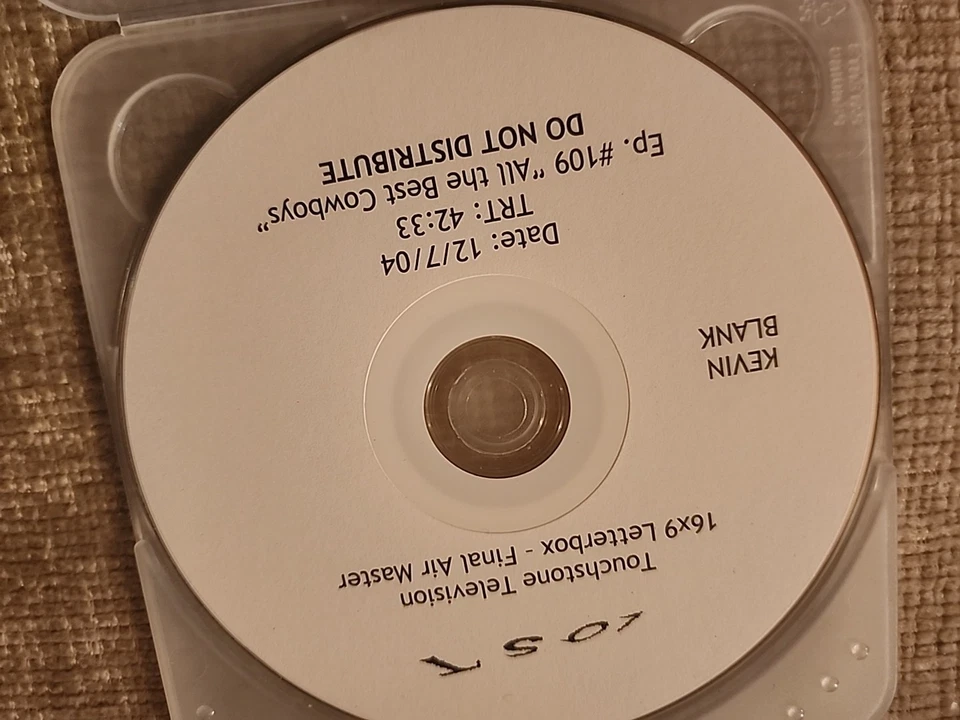 LOST
Touchstone Television
16x9 Letterbox - Final Air Master
KEVIN
BLANK
Date: 12/7/04
TRT: 42:33
Ep. #109 "All the Best Cowboys"
DO NOT DISTRIBUTE